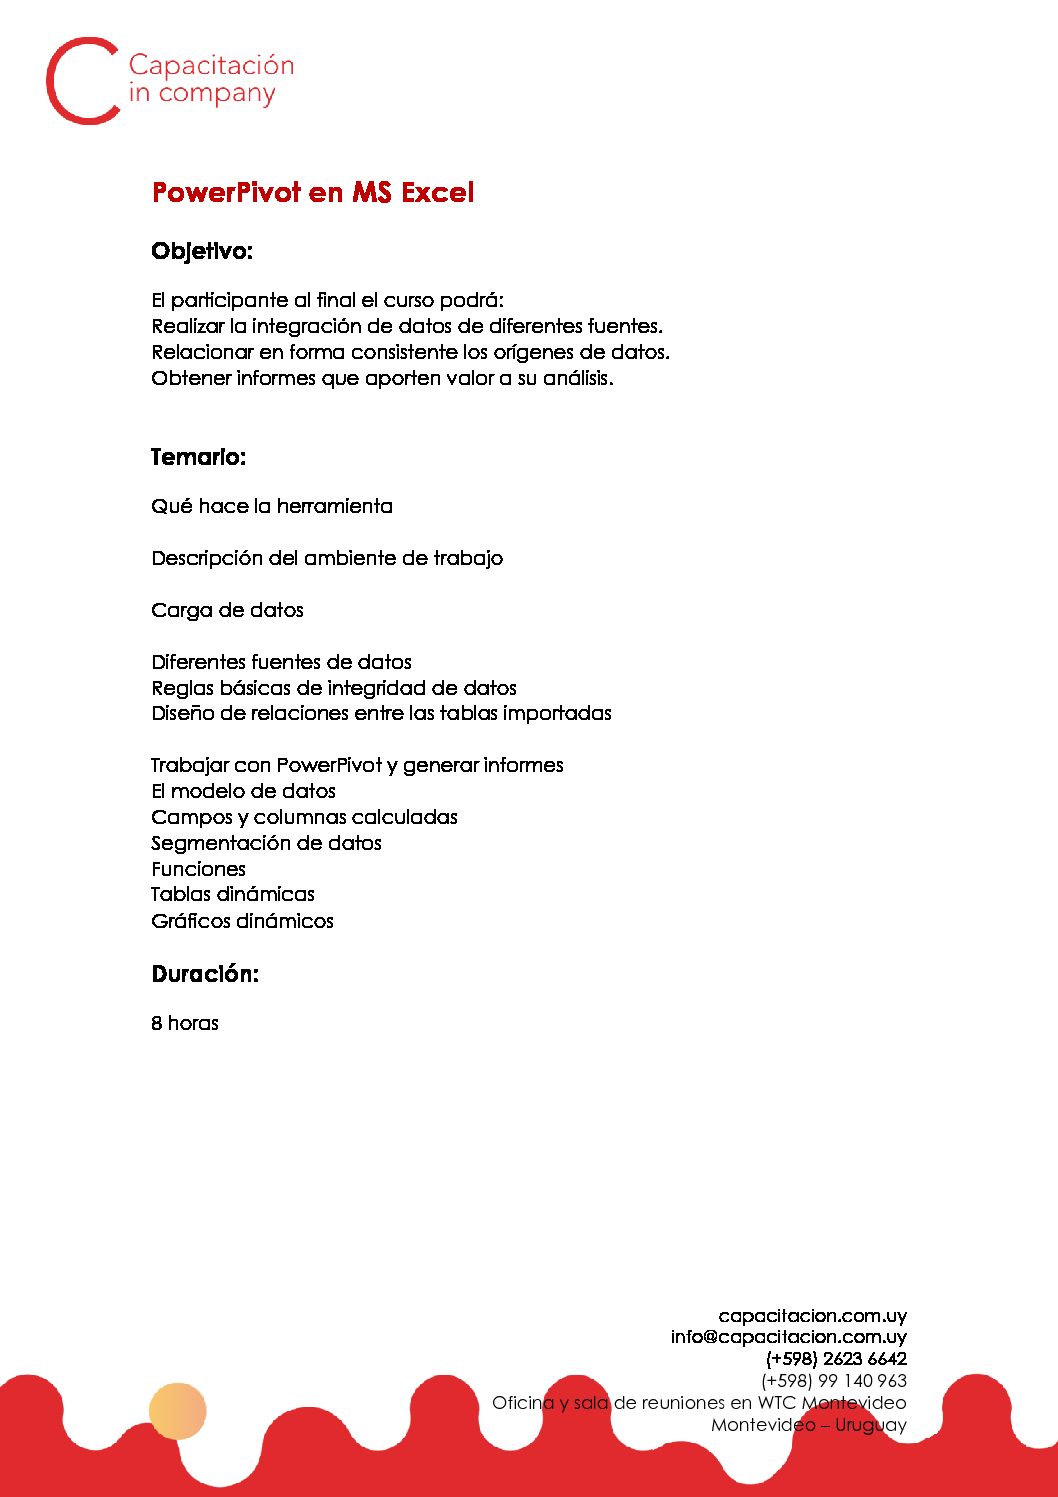 Capacitación
in company
PowerPivot en MS Excel
Objetivo:
El participante al final el curso podrá:
Realizar la integración de datos de diferentes fuentes.
Relacionar en forma consistente los orígenes de datos.
Obtener informes que aporten valor a su análisis.
Temario:
Qué hace la herramienta
Descripción del ambiente de trabajo
Carga de datos
Diferentes fuentes de datos
Reglas básicas de integridad de datos
Diseño de relaciones entre las tablas importadas
Trabajar con PowerPivot y generar informes
El modelo de datos
Campos y columnas calculadas
Segmentación de datos
Funciones
Tablas dinámicas
Gráficos dinámicos
Duración:
8 horas
capacitacion.com.uy
info@capacitacion.com.uy
(+598) 2623 6642
(+598) 99 140 963
Oficina y sala de reuniones en WTC Montevideo
Montevideo – Uruguay